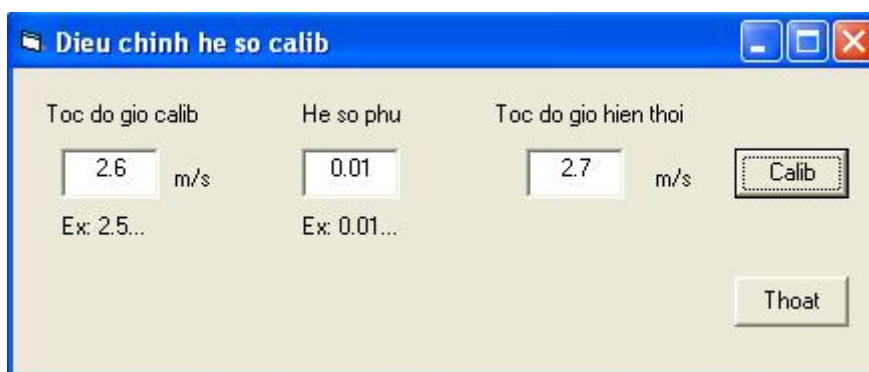 Dieu chinh he so calib
Toc do gio calib He so phu Toc do gio hien thoi
2.6 m/s 0.01 2.7 m/s Calib
Ex: 2.5... Ex: 0.01...
Thoat